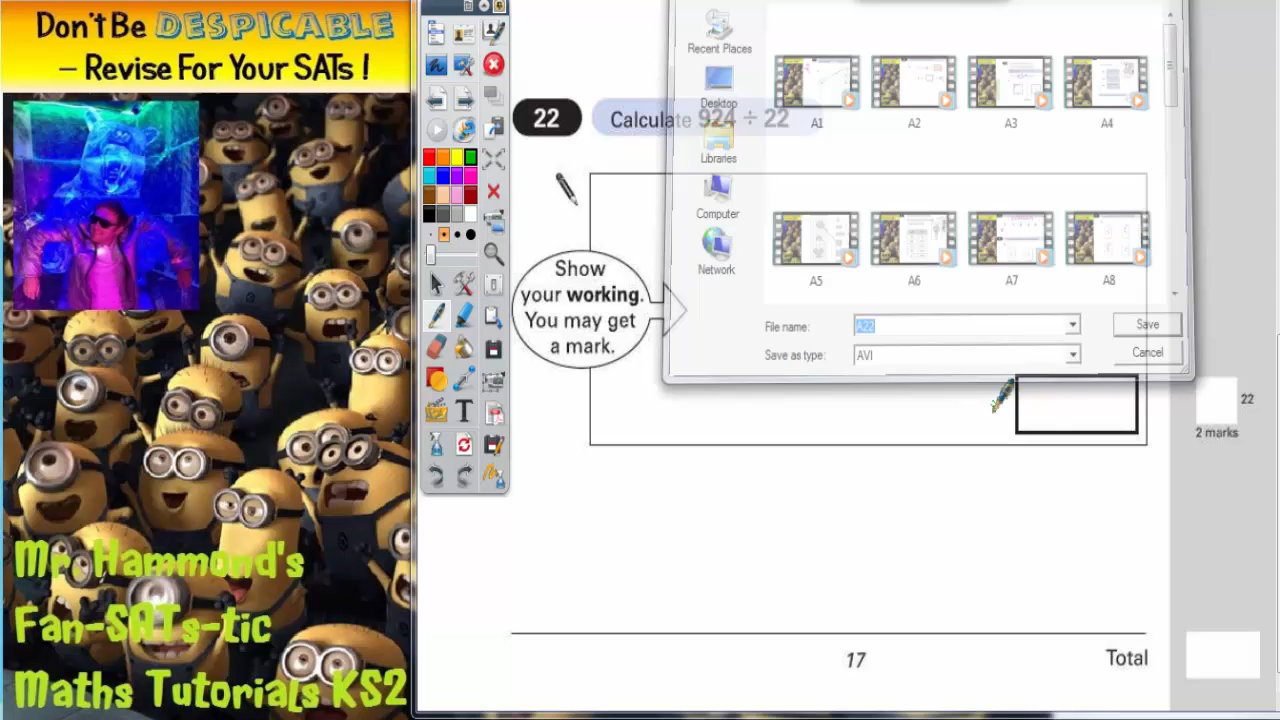 Don't Be DESPICABLE
– Revise For Your SATs !
Mr. Hammond's
Fan-SATs-tic
Maths Tutorials KS2
22
Calculate 924 ÷ 22
Show
your working.
You may get
a mark.
Recent Places
Desktop
Libraries
Computer
Network
A1
A2
A3
A4
A5
A6
A7
A8
File name:
A22
Save
Save as type:
AVI
Cancel
22
2 marks
17
Total
T